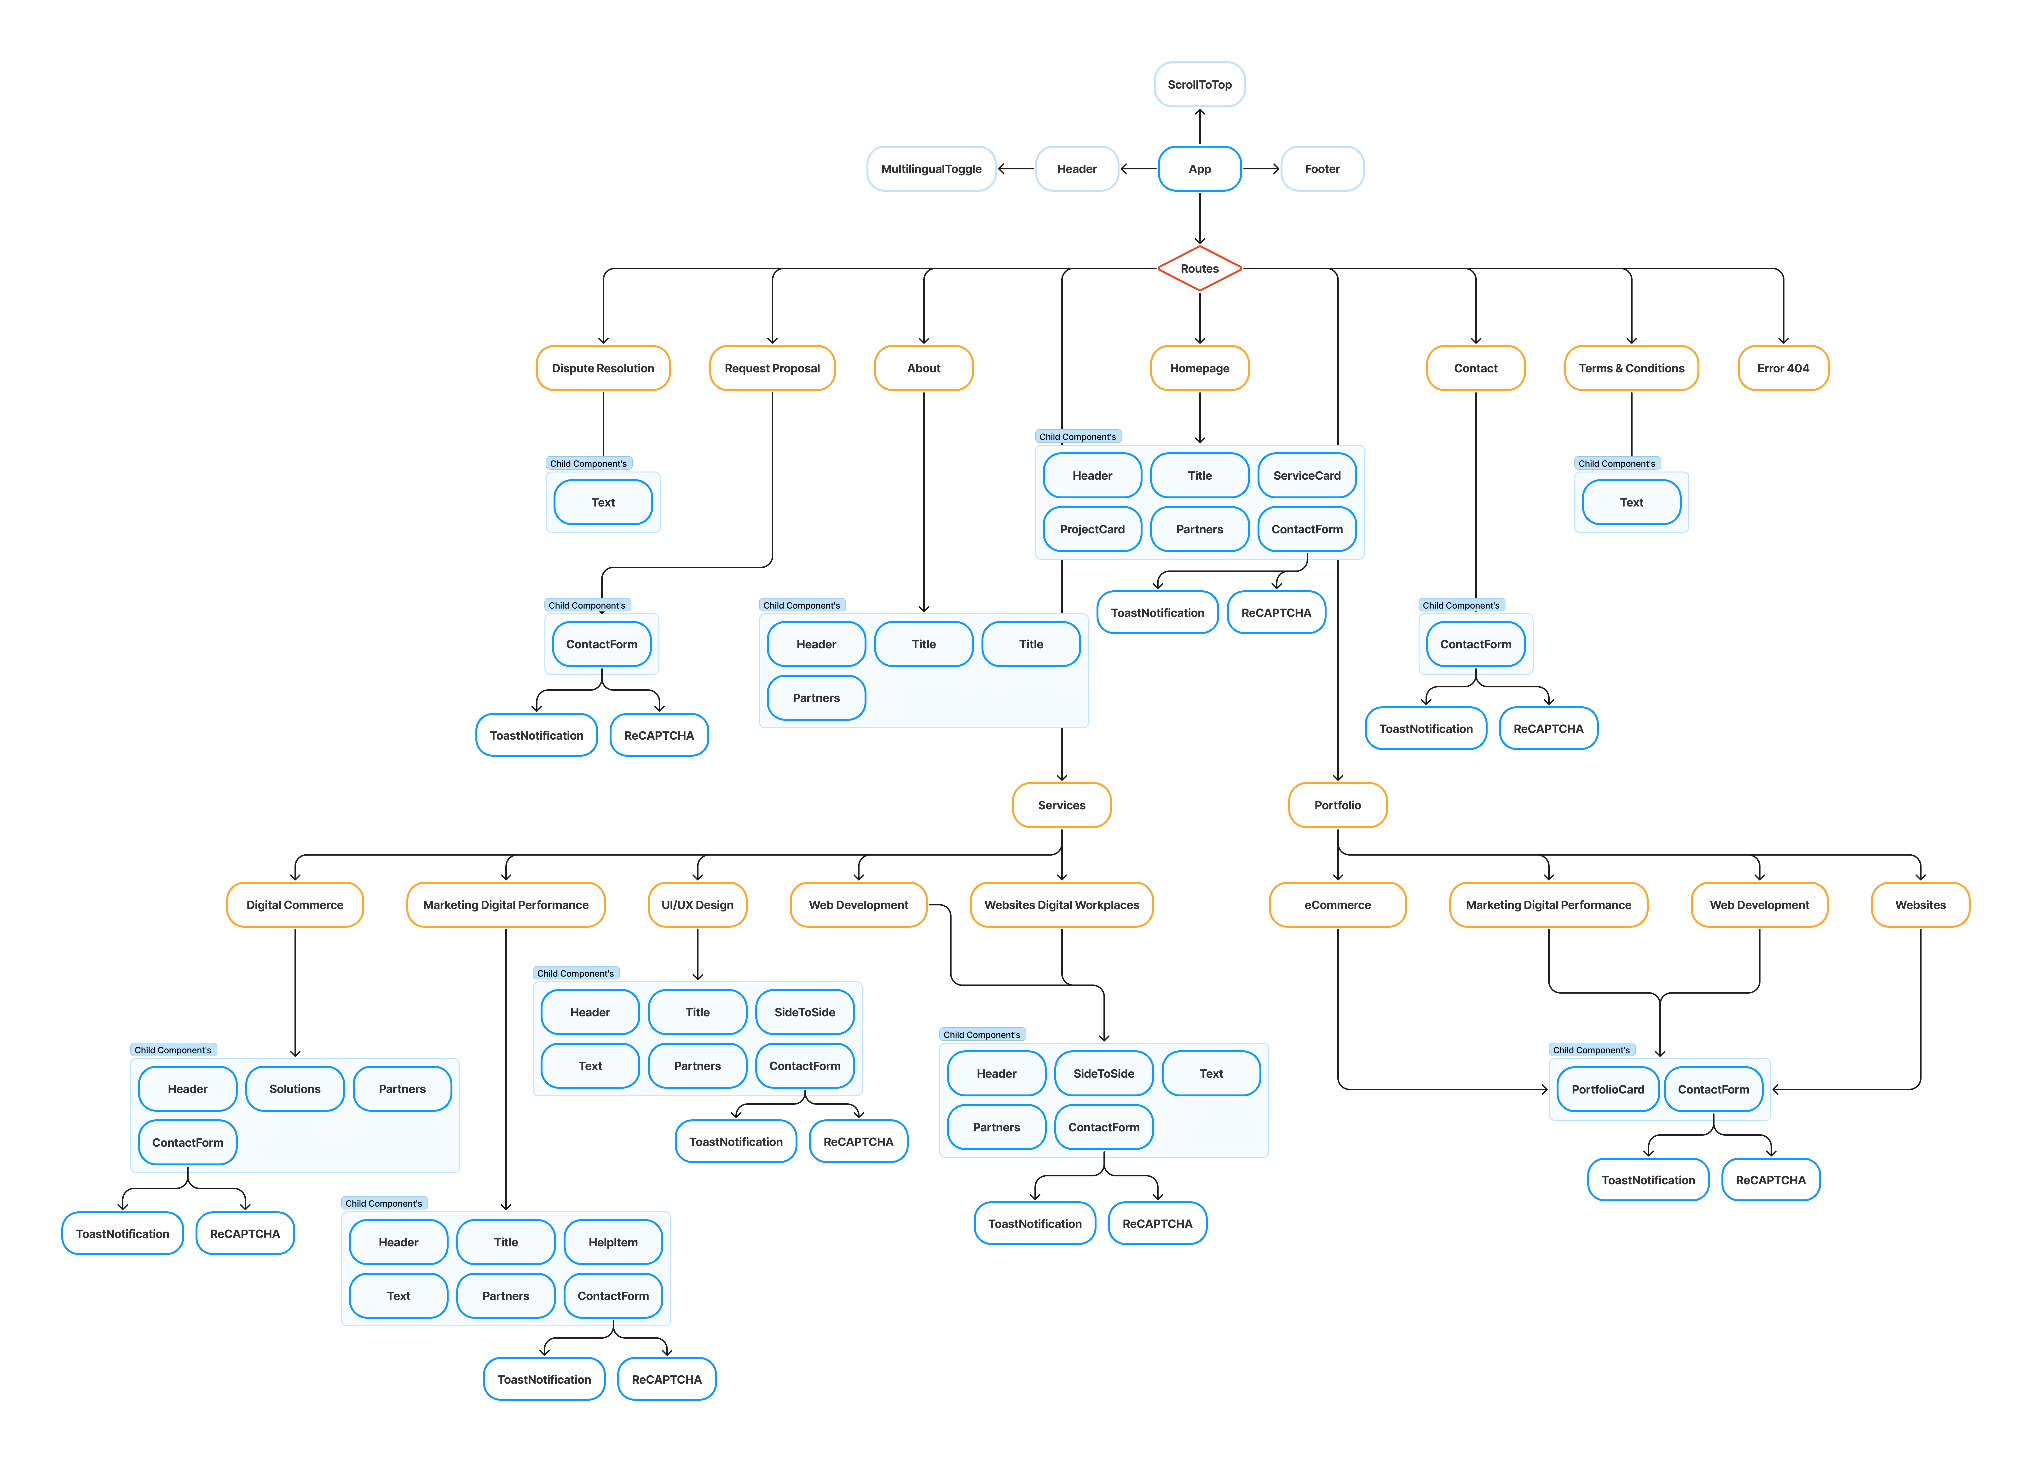 ScrollToTop
MultilingualToggle
Header
App
Footer
Routes
Dispute Resolution
Request Proposal
About
Homepage
Contact
Terms & Conditions
Error 404
Child Component's
Header
Title
ServiceCard
ProjectCard
Partners
ContactForm
ToastNotification
ReCAPTCHA
Child Component's
Text
Child Component's
Text
Child Component's
ContactForm
ToastNotification
ReCAPTCHA
Child Component's
Header
Title
Title
Partners
Child Component's
ContactForm
ToastNotification
ReCAPTCHA
Services
Portfolio
Digital Commerce
Marketing Digital Performance
UI/UX Design
Web Development
Websites Digital Workplaces
eCommerce
Marketing Digital Performance
Web Development
Websites
Child Component's
Header
Title
SideToSide
Text
Partners
ContactForm
ToastNotification
ReCAPTCHA
Child Component's
Header
SideToSide
Text
Partners
ContactForm
ToastNotification
ReCAPTCHA
Child Component's
PortfolioCard
ContactForm
ToastNotification
ReCAPTCHA
Child Component's
Header
Solutions
Partners
ContactForm
ToastNotification
ReCAPTCHA
Child Component's
Header
Title
HelpItem
Text
Partners
ContactForm
ToastNotification
ReCAPTCHA